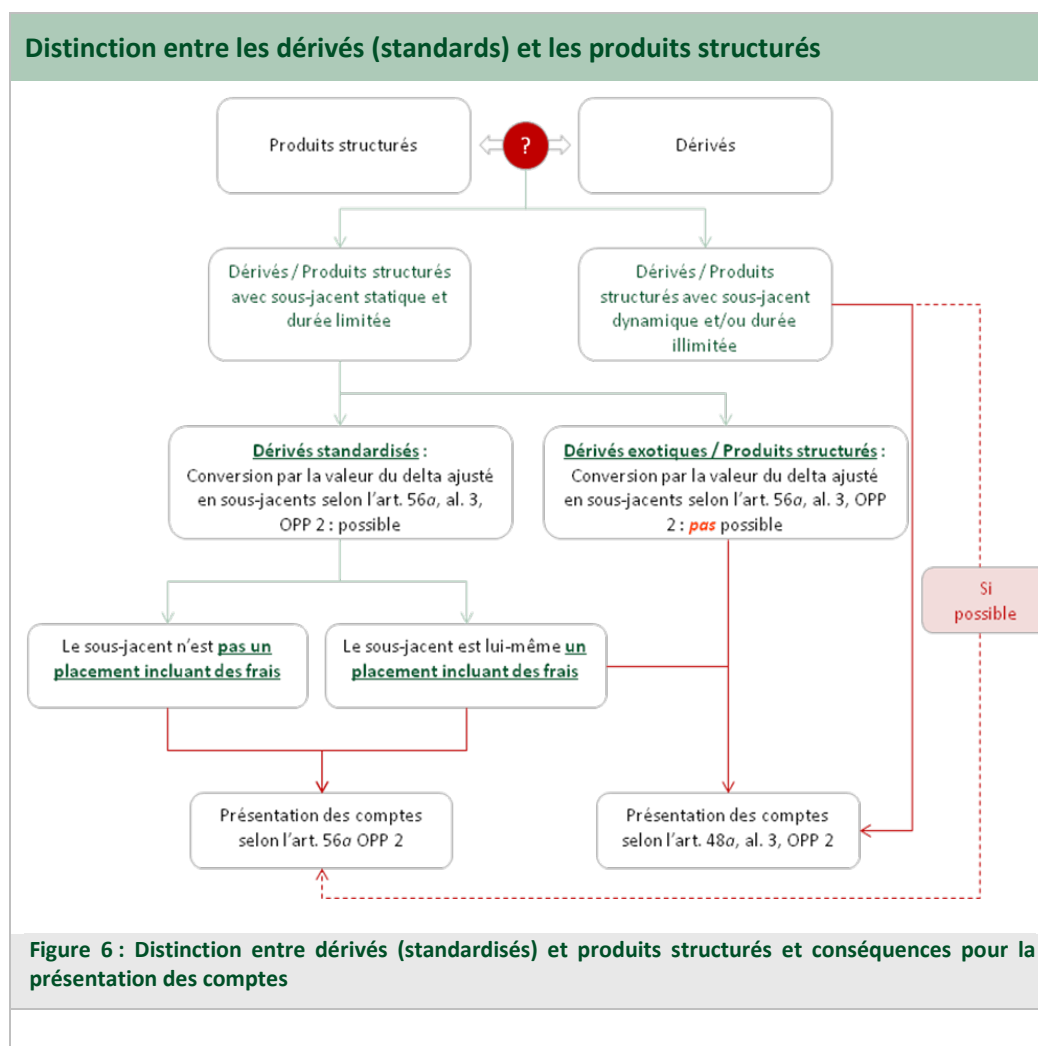 Distinction entre les dérivés (standards) et les produits structurés
Produits structurés
?
Dérivés
Dérivés / Produits structurés
avec sous-jacent statique et
durée limitée
Dérivés / Produits
structurés avec sous-jacent
dynamique et/ou durée
illimitée
Dérivés standardisés :
Conversion par la valeur du delta ajusté
en sous-jacents selon l'art. 56a, al. 3,
OPP 2 : possible
Dérivés exotiques / Produits structurés :
Conversion par la valeur du delta ajusté
en sous-jacents selon l'art. 56a, al. 3, OPP
2 : pas possible
Si
possible
Le sous-jacent n'est pas un
placement incluant des frais
Le sous-jacent est lui-même un
placement incluant des frais
Présentation des comptes
selon l'art. 56a OPP 2
Présentation des comptes
selon l'art. 48a, al. 3, OPP 2
Figure 6 : Distinction entre dérivés (standardisés) et produits structurés et conséquences pour la
présentation des comptes